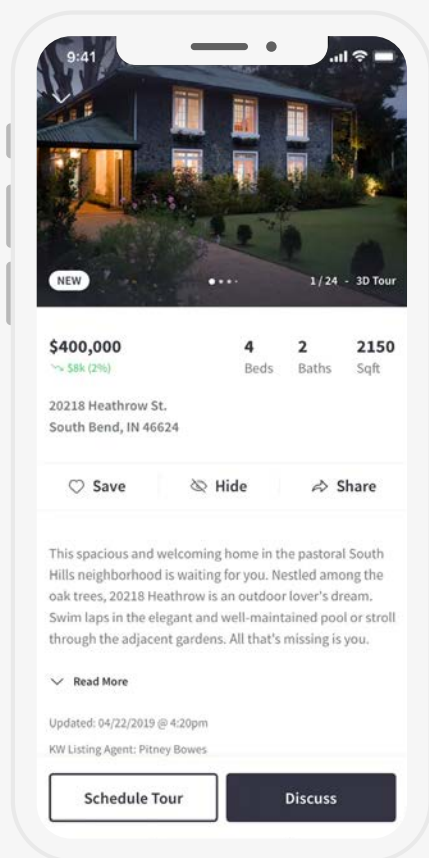 9:41
NEW
1 / 24 - 3D Tour
$400,000
4
2
2150
$8k (2%)
Beds
Baths
Sqft
20218 Heathrow St.
South Bend, IN 46624
Save
Hide
Share
This spacious and welcoming home in the pastoral South
Hills neighborhood is waiting for you. Nestled among the
oak trees, 20218 Heathrow is an outdoor lover's dream.
Swim laps in the elegant and well-maintained pool or stroll
through the adjacent gardens. All that's missing is you.
Read More
Updated: 04/22/2019 @ 4:20pm
KW Listing Agent: Pitney Bowes
Schedule Tour
Discuss